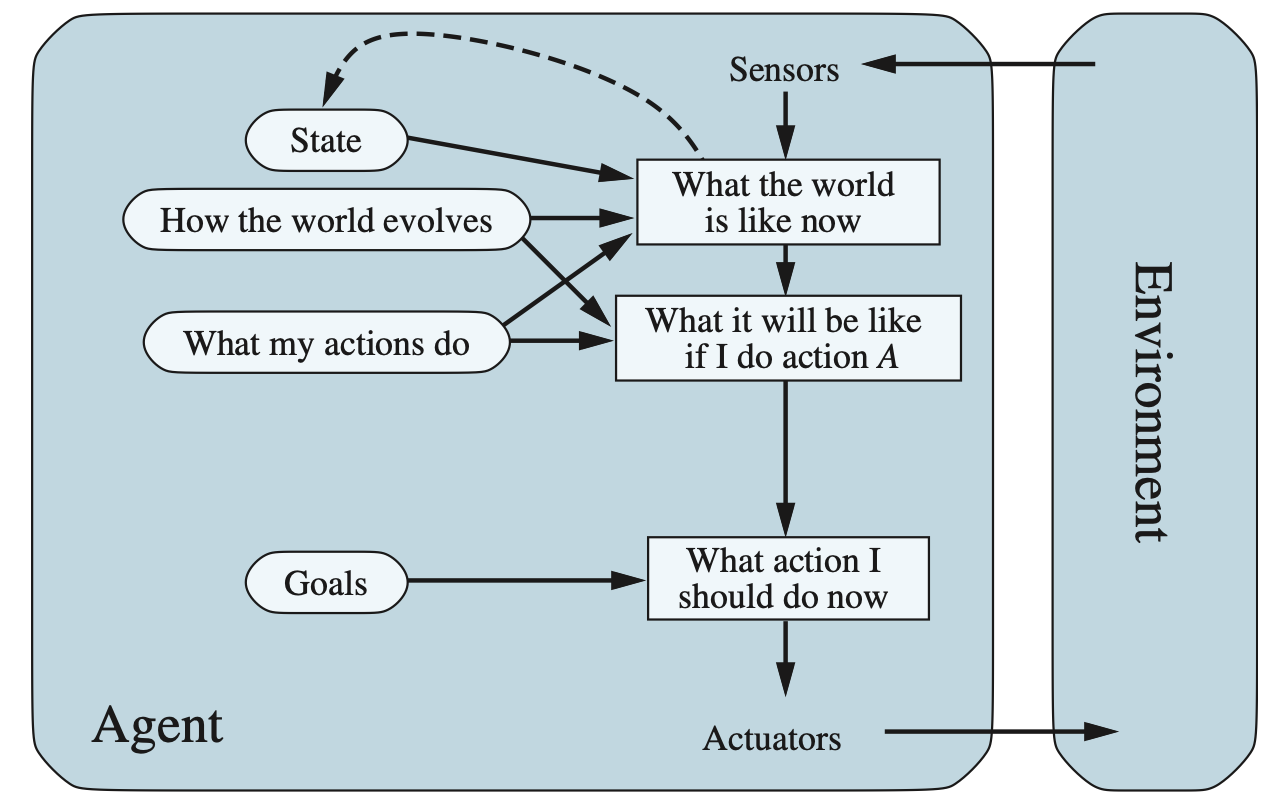 Sensors
State
What the world
is like now
How the world evolves
What my actions do
What it will be like
if I do action A
Goals
What action I
should do now
Agent
Actuators
Environment